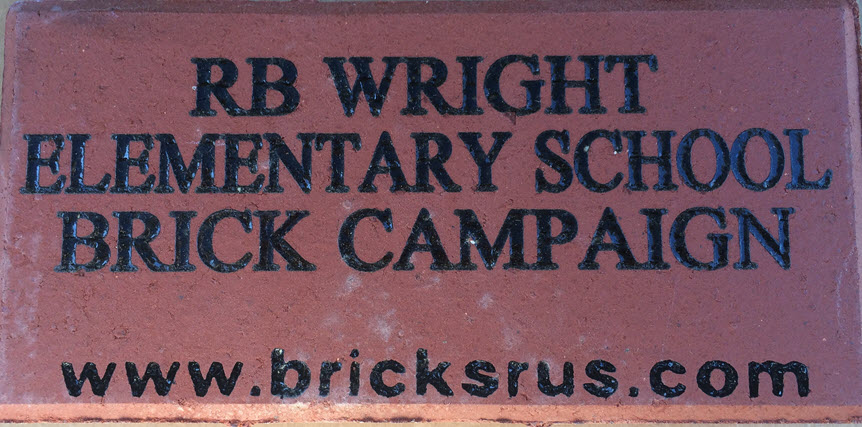 RB WRIGHT
ELEMENTARY SCHOOL
BRICK CAMPAIGN
www.bricksrus.com